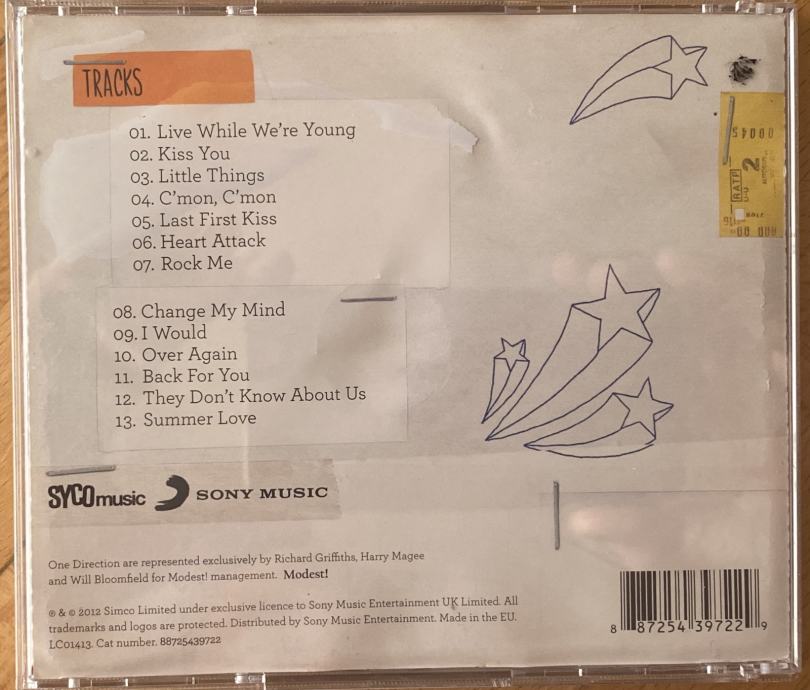 TRACKS
01. Live While We're Young
02. Kiss You
03. Little Things
04. C'mon, C'mon
05. Last First Kiss
06. Heart Attack
07. Rock Me
08. Change My Mind
09. I Would
10. Over Again
11. Back For You
12. They Don't Know About Us
13. Summer Love
00045
RATP
2
SYCOmusic SONY MUSIC
One Direction are represented exclusively by Richard Griffiths, Harry Magee
and Will Bloomfield for Modest! management. Modest!
℗ & © 2012 Simco Limited under exclusive licence to Sony Music Entertainment UK Limited. All
trademarks and logos are protected. Distributed by Sony Music Entertainment. Made in the EU.
LC01413. Cat number. 88725439722
8 87254 39722 9